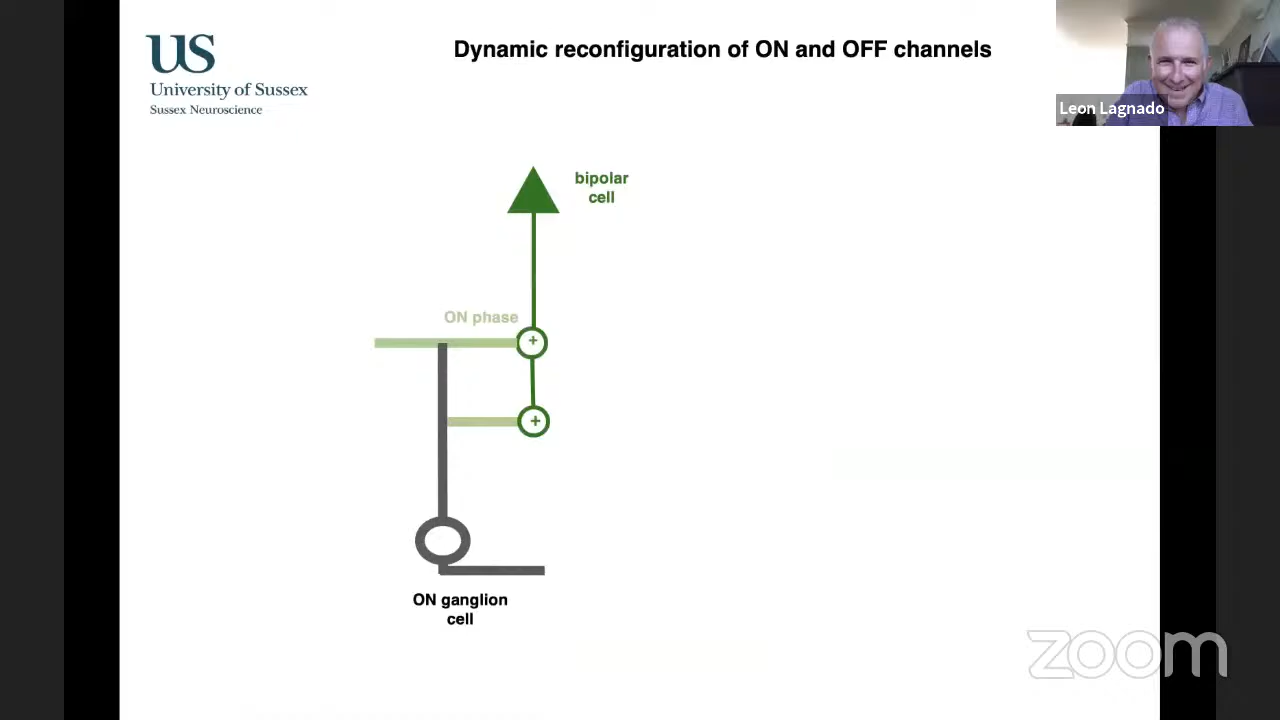 US
University of Sussex
Sussex Neuroscience
Dynamic reconfiguration of ON and OFF channels
Leon Lagnado
bipolar
cell
ON phase
+
+
ON ganglion
cell
zoom